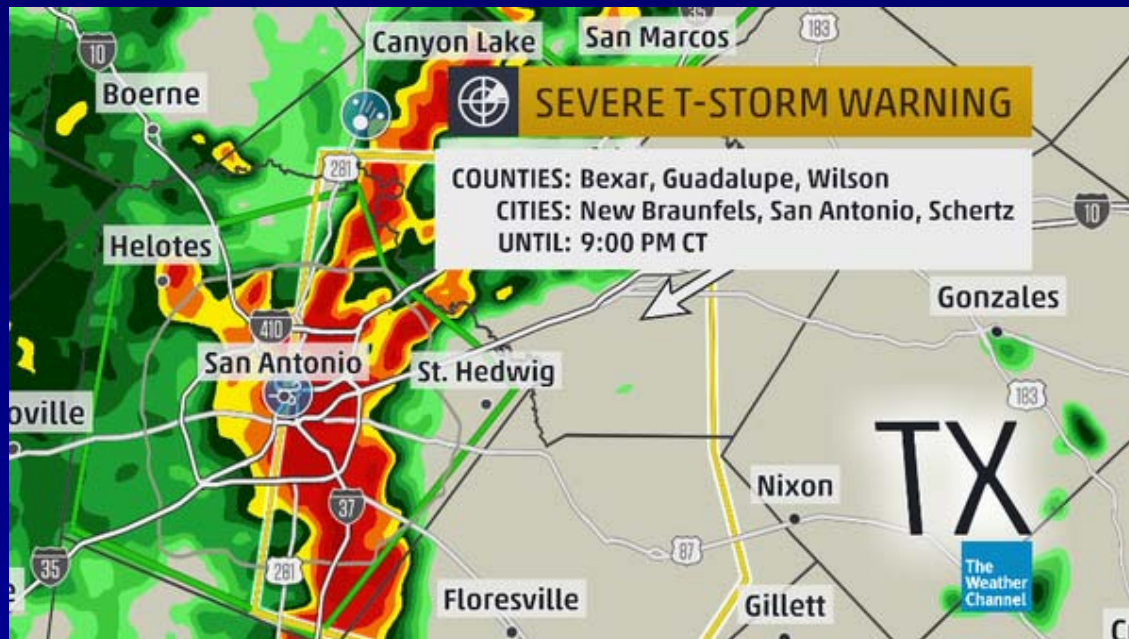 35
183
10
Canyon Lake
San Marcos
Boerne
SEVERE T-STORM WARNING
281
COUNTIES: Bexar, Guadalupe, Wilson
CITIES: New Braunfels, San Antonio, Schertz
UNTIL: 9:00 PM CT
10
Helotes
Gonzales
410
San Antonio
St. Hedwig
183
oville
TX
Nixon
37
87
35
281
The
Weather
Channel
Floresville
Gillett
e
C